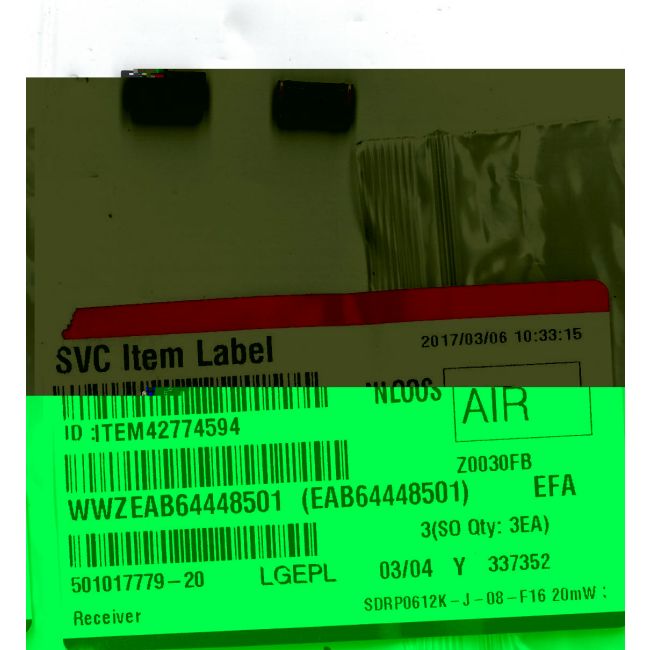 2017/03/06 10:33:15
SVC Item Label
NLOOS
AIR
ID :ITEM42774594
Z0030FB
WWZEAB64448501 (EAB64448501) EFA
3(SO Qty: 3EA)
501017779-20 LGEPL 03/04 Y 337352
Receiver SDRP0612K-J-08-F16 20mW :